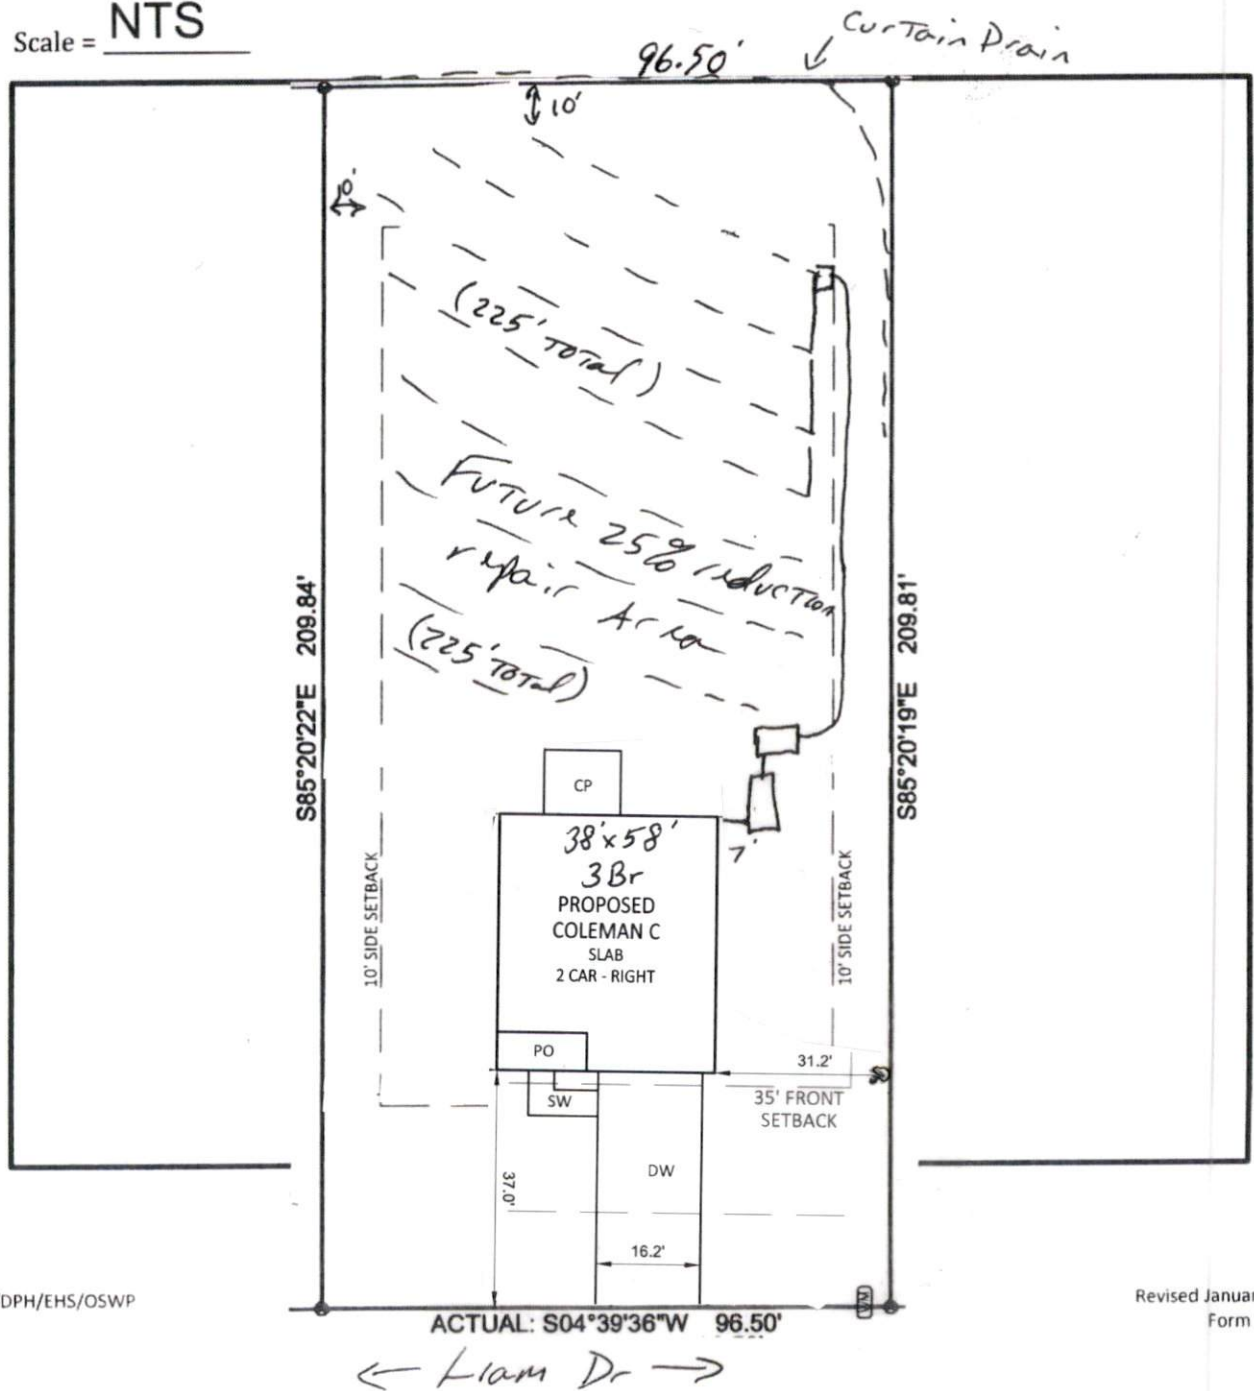 Scale = NTS
Curtain Drain
96.50'
10'
(225' Total)
Future 25% reduction
repair Area
(225' Total)
S85°20'22"E 209.84'
S85°20'19"E 209.81'
CP
38'x58'
7'
3Br
PROPOSED
COLEMAN C
SLAB
2 CAR - RIGHT
10' SIDE SETBACK
10' SIDE SETBACK
PO
31.2'
SW
35' FRONT
SETBACK
DW
37.0'
16.2'
DPH/EHS/OSWP
Revised Januar
Form
ACTUAL: S04°39'36"W 96.50'
Liam Dr